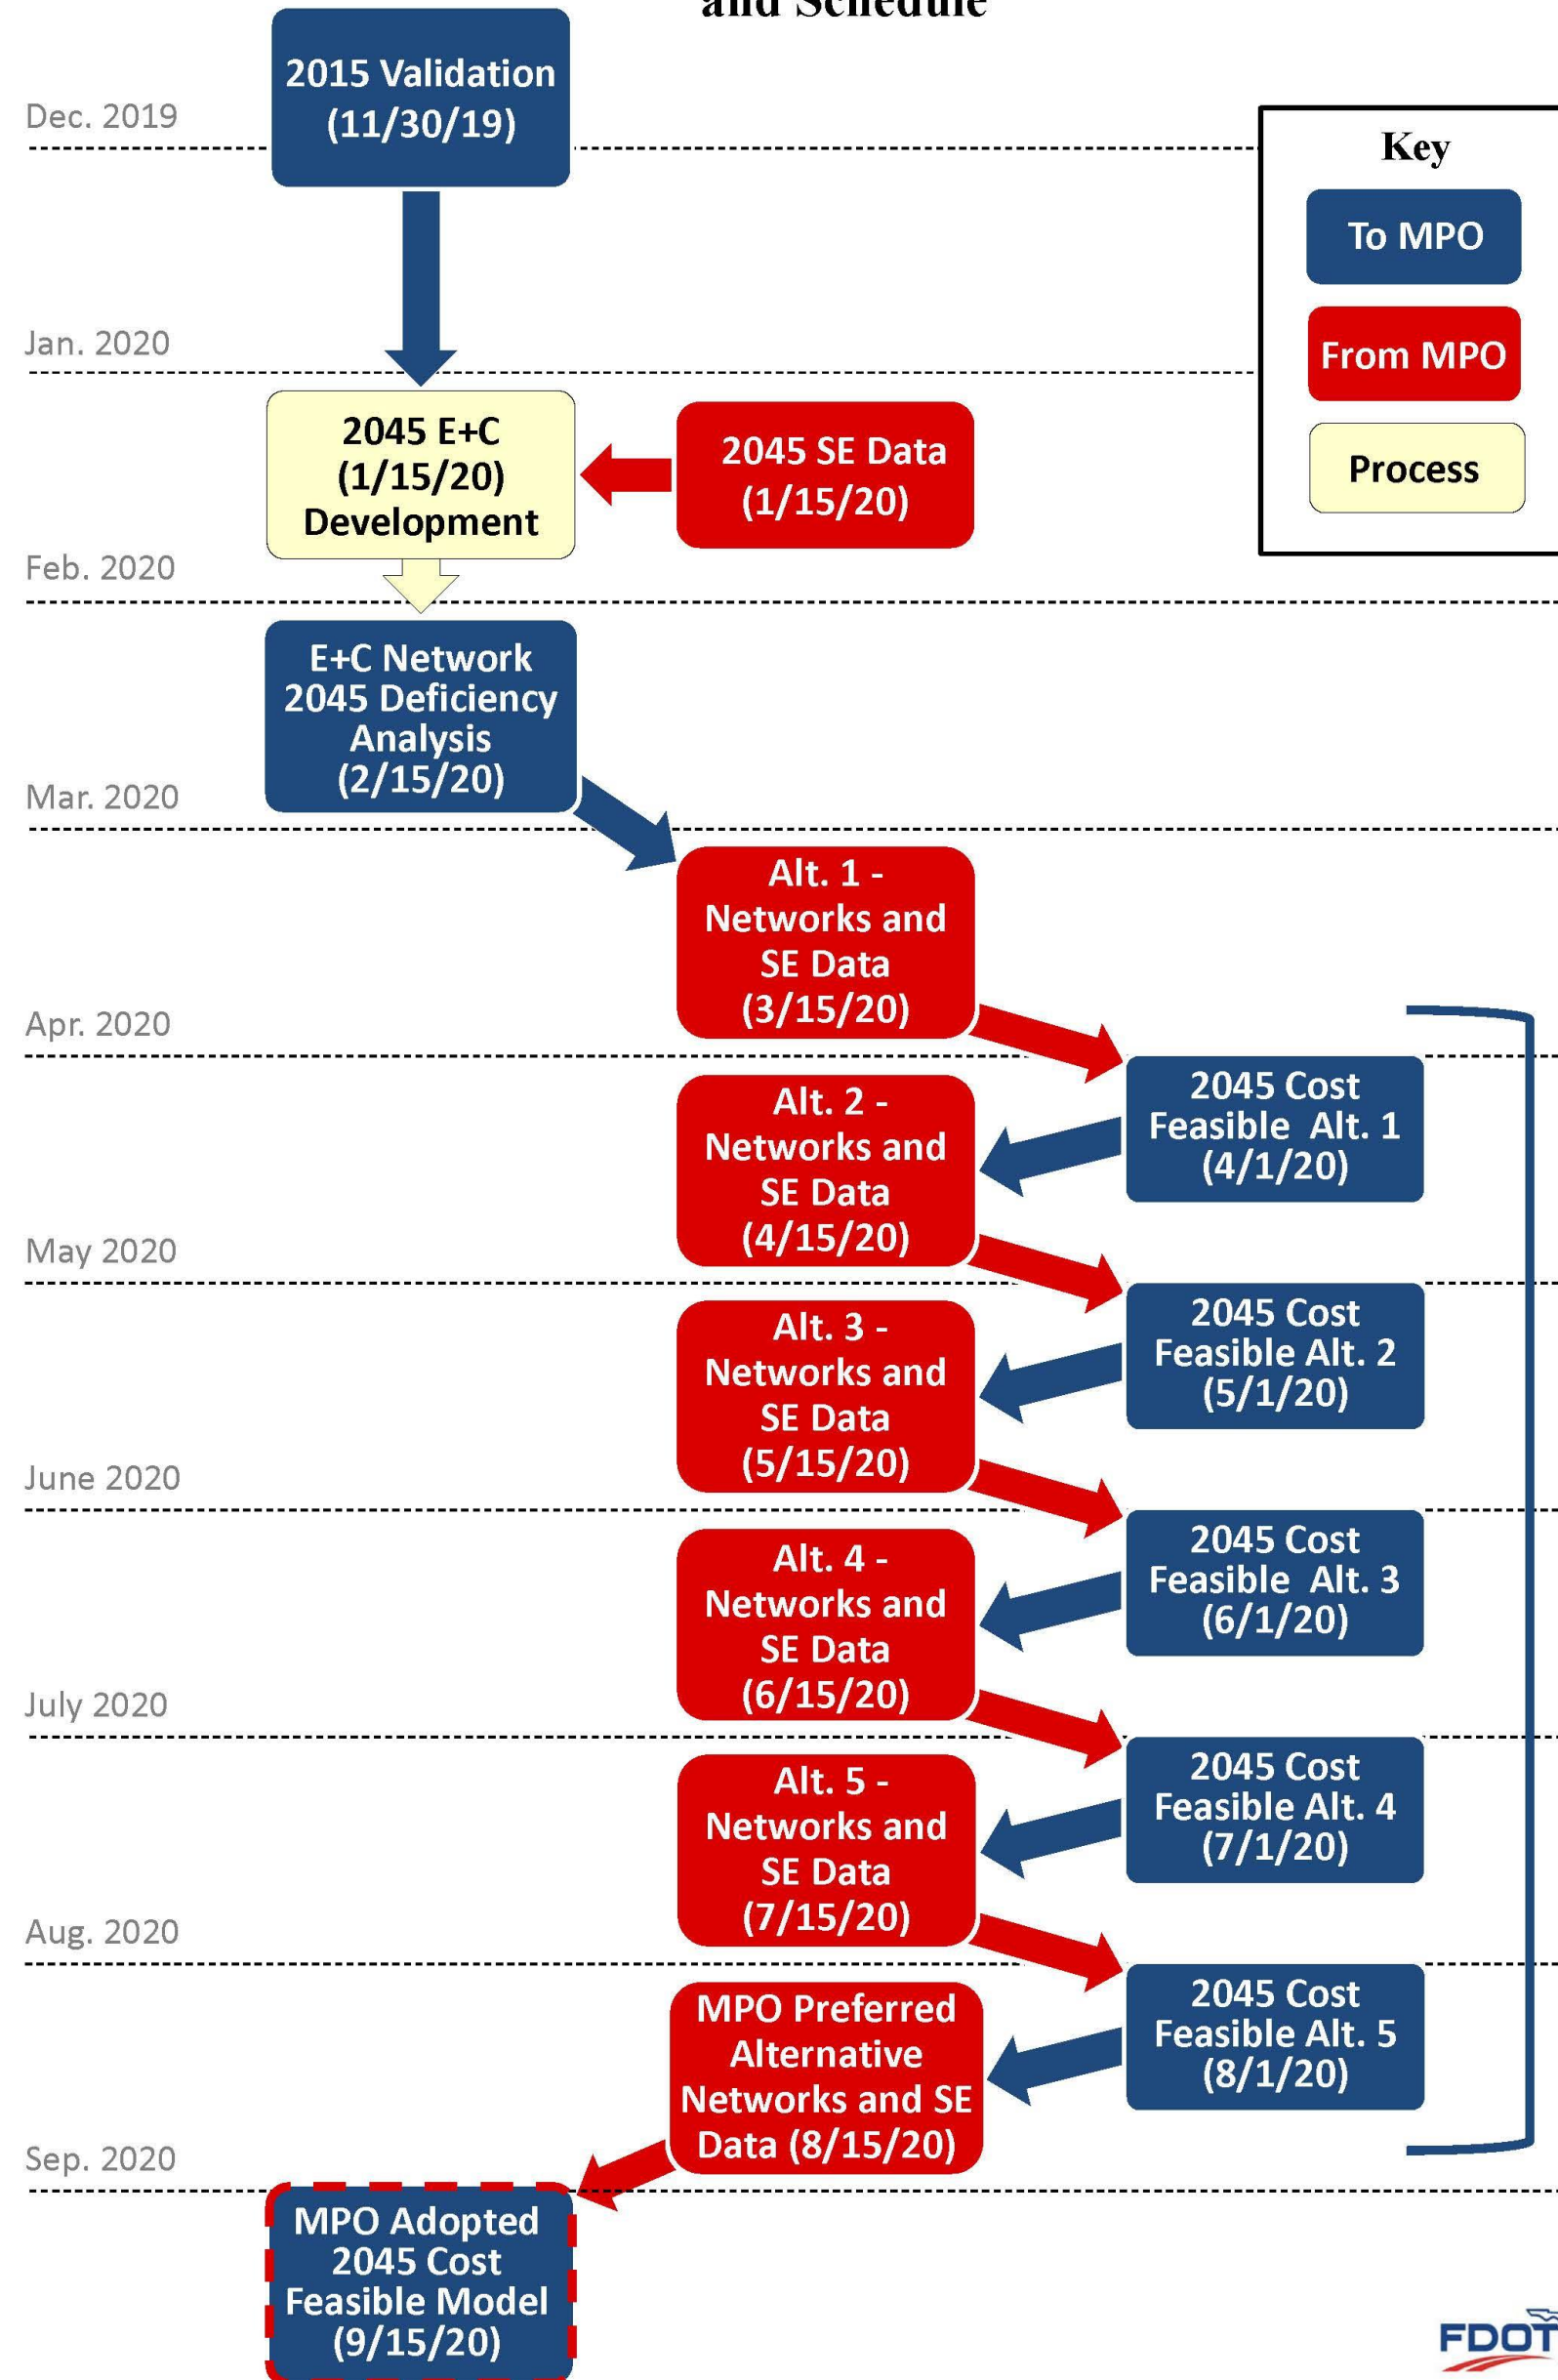 and Schedule
2015 Validation
(11/30/19)
Dec. 2019
Key
To MPO
From MPO
Process
Jan. 2020
2045 E+C
(1/15/20)
Development
2045 SE Data
(1/15/20)
Feb. 2020
E+C Network
2045 Deficiency
Analysis
(2/15/20)
Mar. 2020
Alt. 1 -
Networks and
SE Data
(3/15/20)
Apr. 2020
2045 Cost
Feasible Alt. 1
(4/1/20)
Alt. 2 -
Networks and
SE Data
(4/15/20)
May 2020
2045 Cost
Feasible Alt. 2
(5/1/20)
Alt. 3 -
Networks and
SE Data
(5/15/20)
June 2020
2045 Cost
Feasible Alt. 3
(6/1/20)
Alt. 4 -
Networks and
SE Data
(6/15/20)
July 2020
2045 Cost
Feasible Alt. 4
(7/1/20)
Alt. 5 -
Networks and
SE Data
(7/15/20)
Aug. 2020
2045 Cost
Feasible Alt. 5
(8/1/20)
MPO Preferred
Alternative
Networks and SE
Data (8/15/20)
Sep. 2020
MPO Adopted
2045 Cost
Feasible Model
(9/15/20)
FDOT